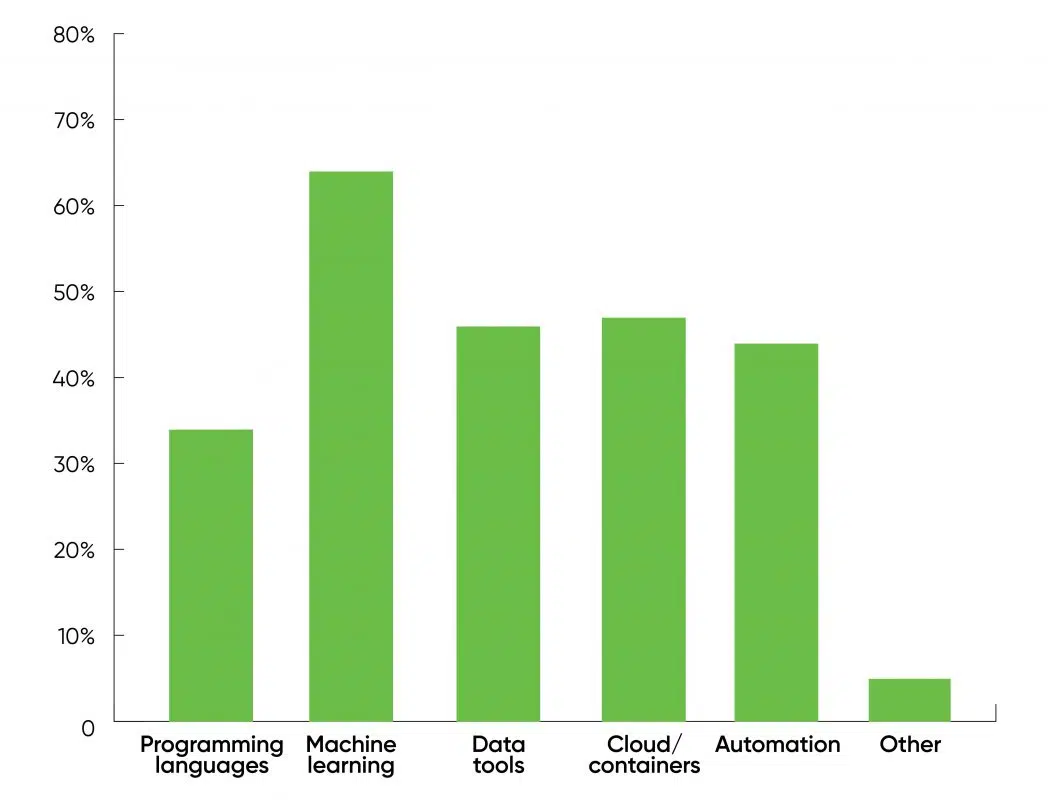 80%
70%
60%
50%
40%
30%
20%
10%
0
Programming
languages
Machine
learning
Data
tools
Cloud/
containers
Automation
Other